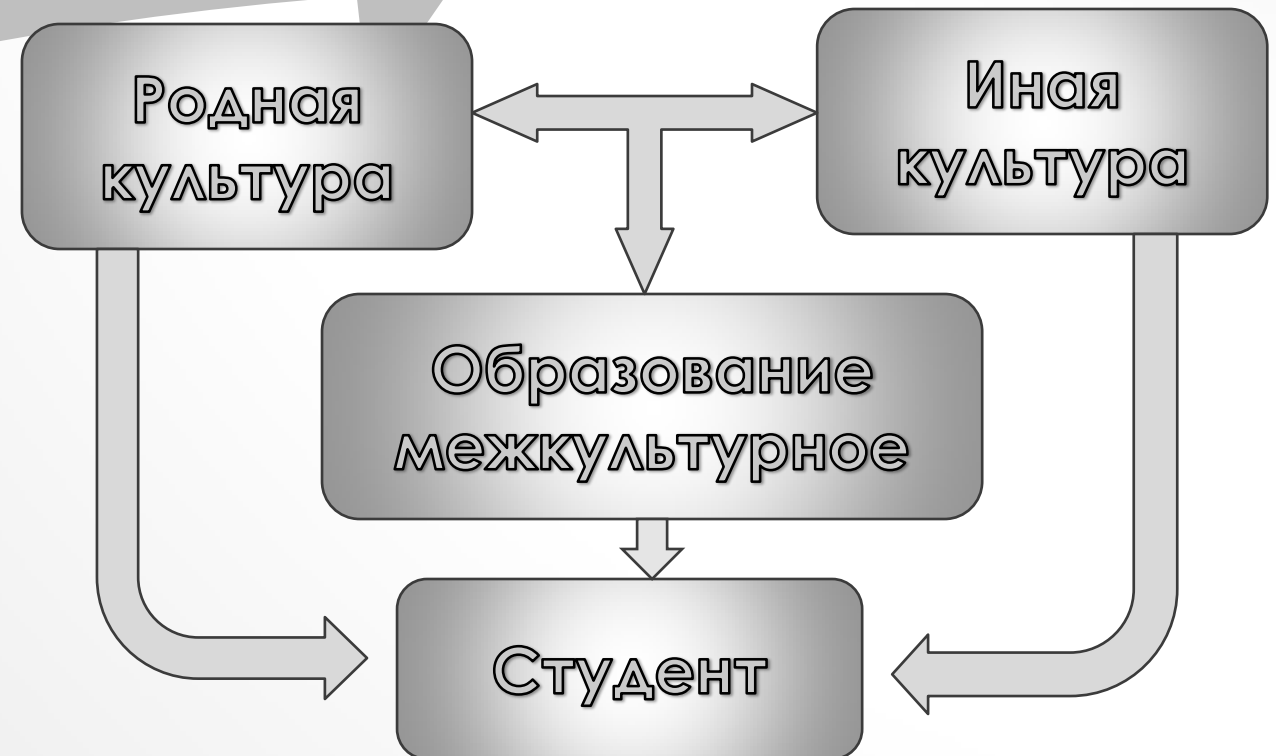 Родная
культура
Иная
культура
Образование
межкультурное
Студент